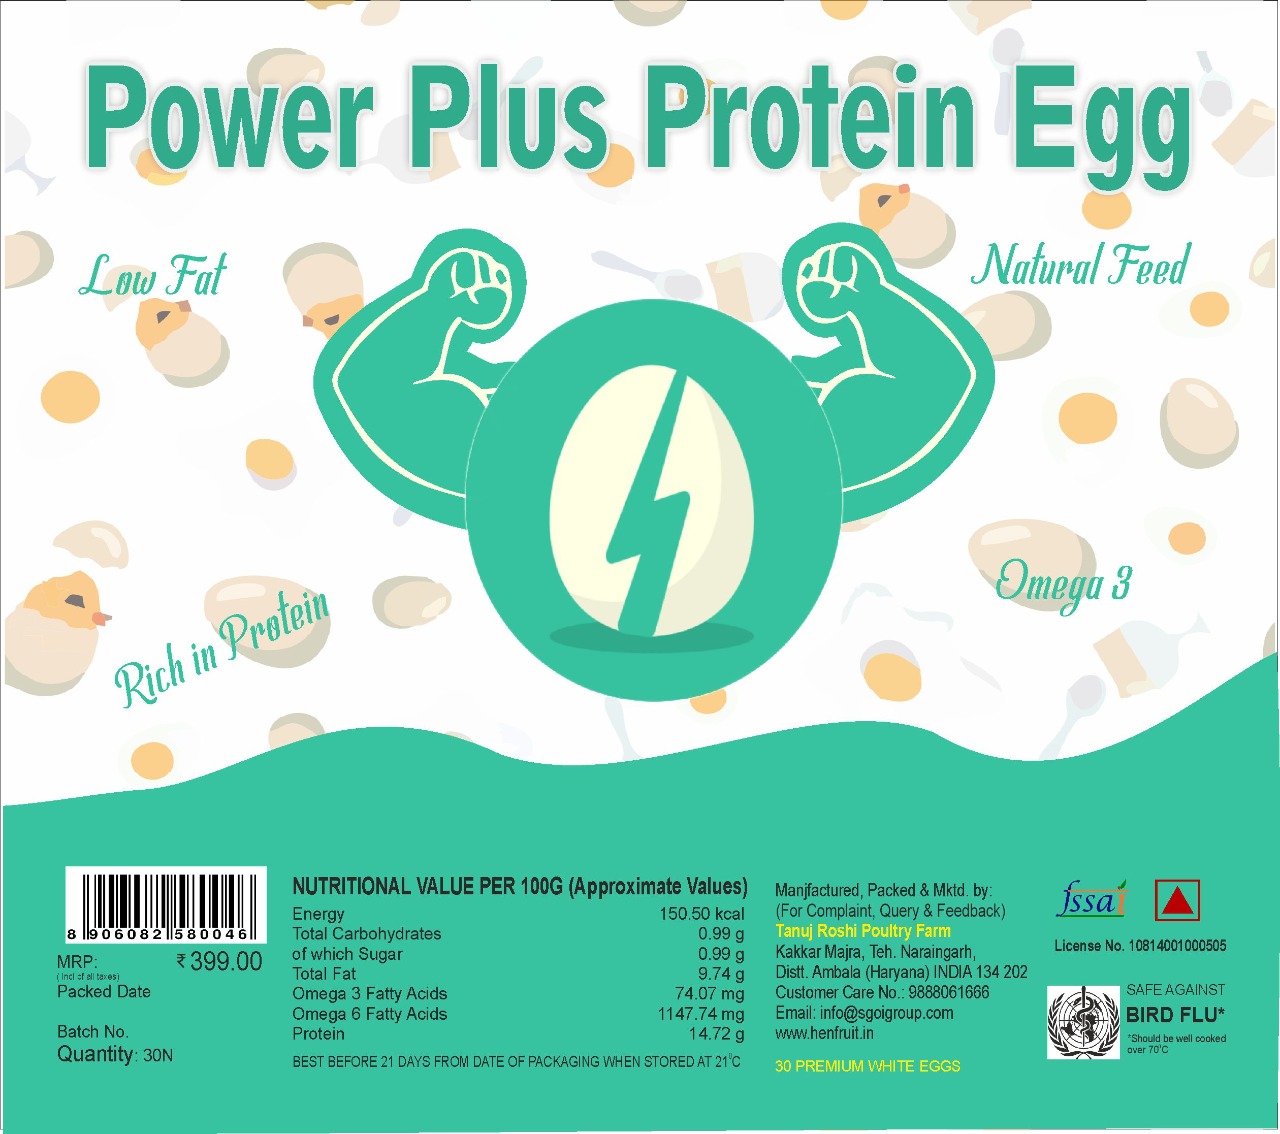 Power Plus Protein Egg
Low Fat
Natural Feed
Omega 3
Rich in Protein
8 906082 580046
MRP: ₹ 399.00
( Incl of all taxes)
Packed Date
Batch No.
Quantity: 30N
NUTRITIONAL VALUE PER 100G (Approximate Values)
Energy 150.50 kcal
Total Carbohydrates 0.99 g
of which Sugar 0.99 g
Total Fat 9.74 g
Omega 3 Fatty Acids 74.07 mg
Omega 6 Fatty Acids 1147.74 mg
Protein 14.72 g
BEST BEFORE 21 DAYS FROM DATE OF PACKAGING WHEN STORED AT 21°C
Manjfactured, Packed & Mktd. by:
(For Complaint, Query & Feedback)
Tanuj Roshi Poultry Farm
Kakkar Majra, Teh. Naraingarh,
Distt. Ambala (Haryana) INDIA 134 202
Customer Care No.: 9888061666
Email: info@sgoigroup.com
www.henfruit.in
30 PREMIUM WHITE EGGS
fssai
License No. 10814001000505
SAFE AGAINST
BIRD FLU*
*Should be well cooked
over 70°C